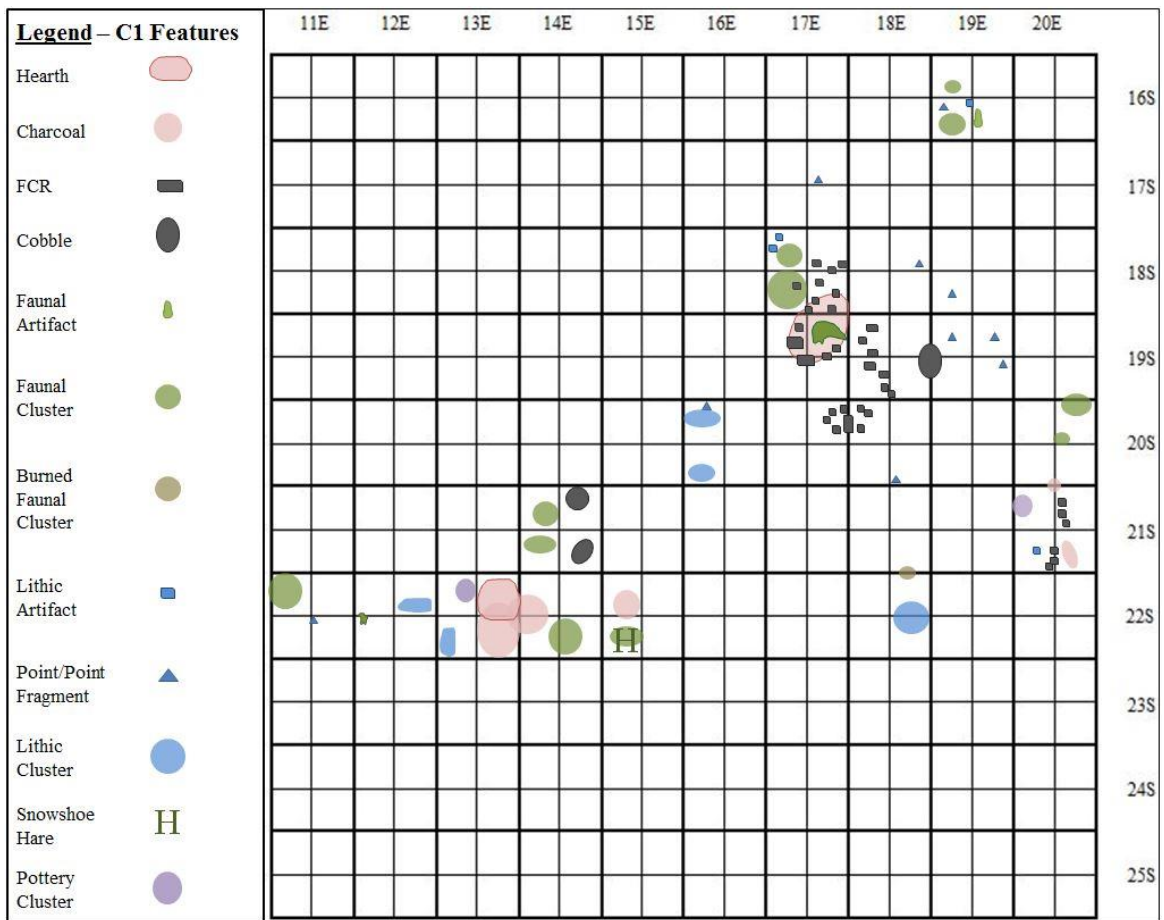 Legend – C1 Features
Hearth
Charcoal
FCR
Cobble
Faunal
Artifact
Faunal
Cluster
Burned
Faunal
Cluster
Lithic
Artifact
Point/Point
Fragment
Lithic
Cluster
Snowshoe
Hare
H
Pottery
Cluster
11E 12E 13E 14E 15E 16E 17E 18E 19E 20E
16S
17S
18S
19S
20S
21S
22S
H
23S
24S
25S